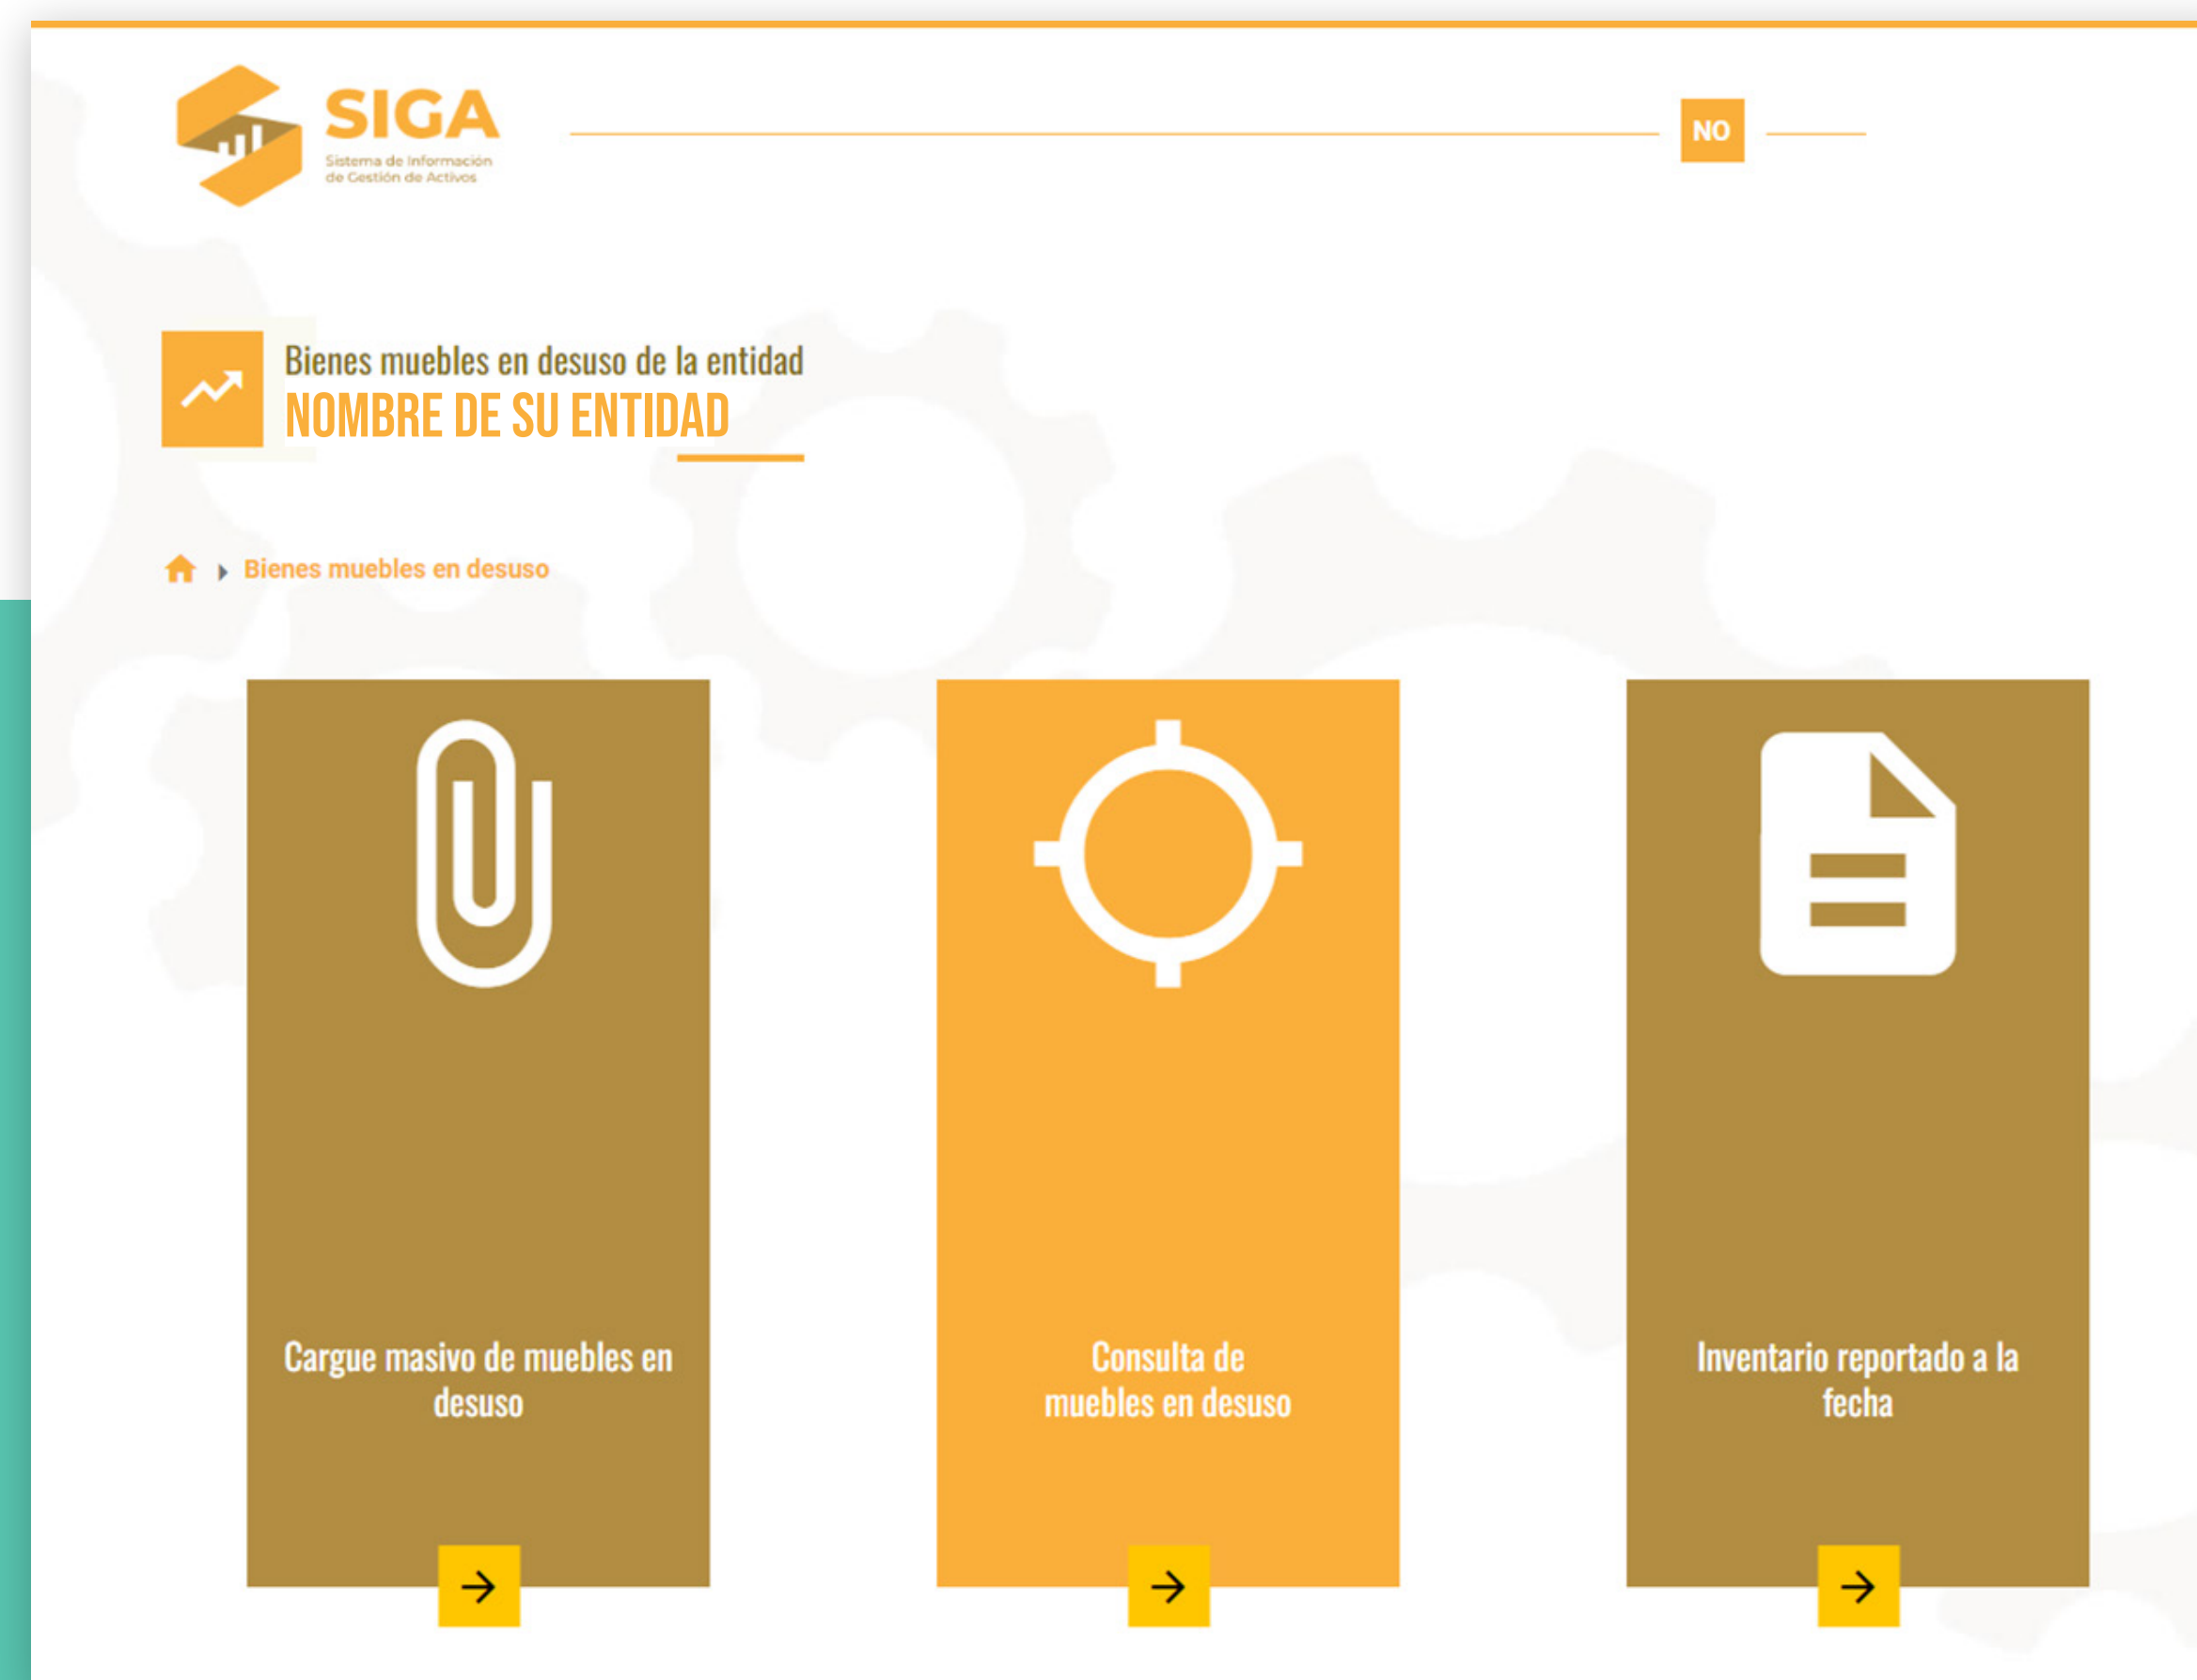 SIGA
Sistema de Información
de Gestión de Activos
NO
Bienes muebles en desuso de la entidad
NOMBRE DE SU ENTIDAD
Bienes muebles en desuso
Cargue masivo de muebles en
desuso
Consulta de
muebles en desuso
Inventario reportado a la
fecha